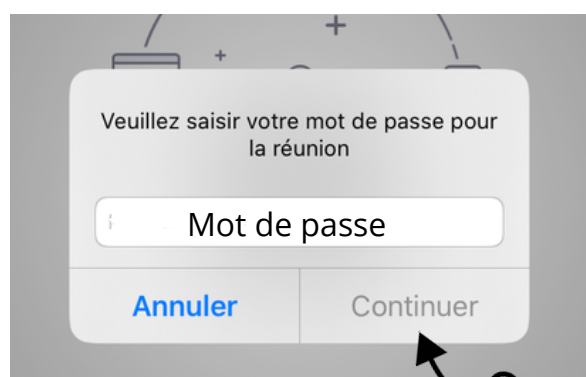 Veuillez saisir votre mot de passe pour
la réunion
Mot de passe
Annuler
Continuer